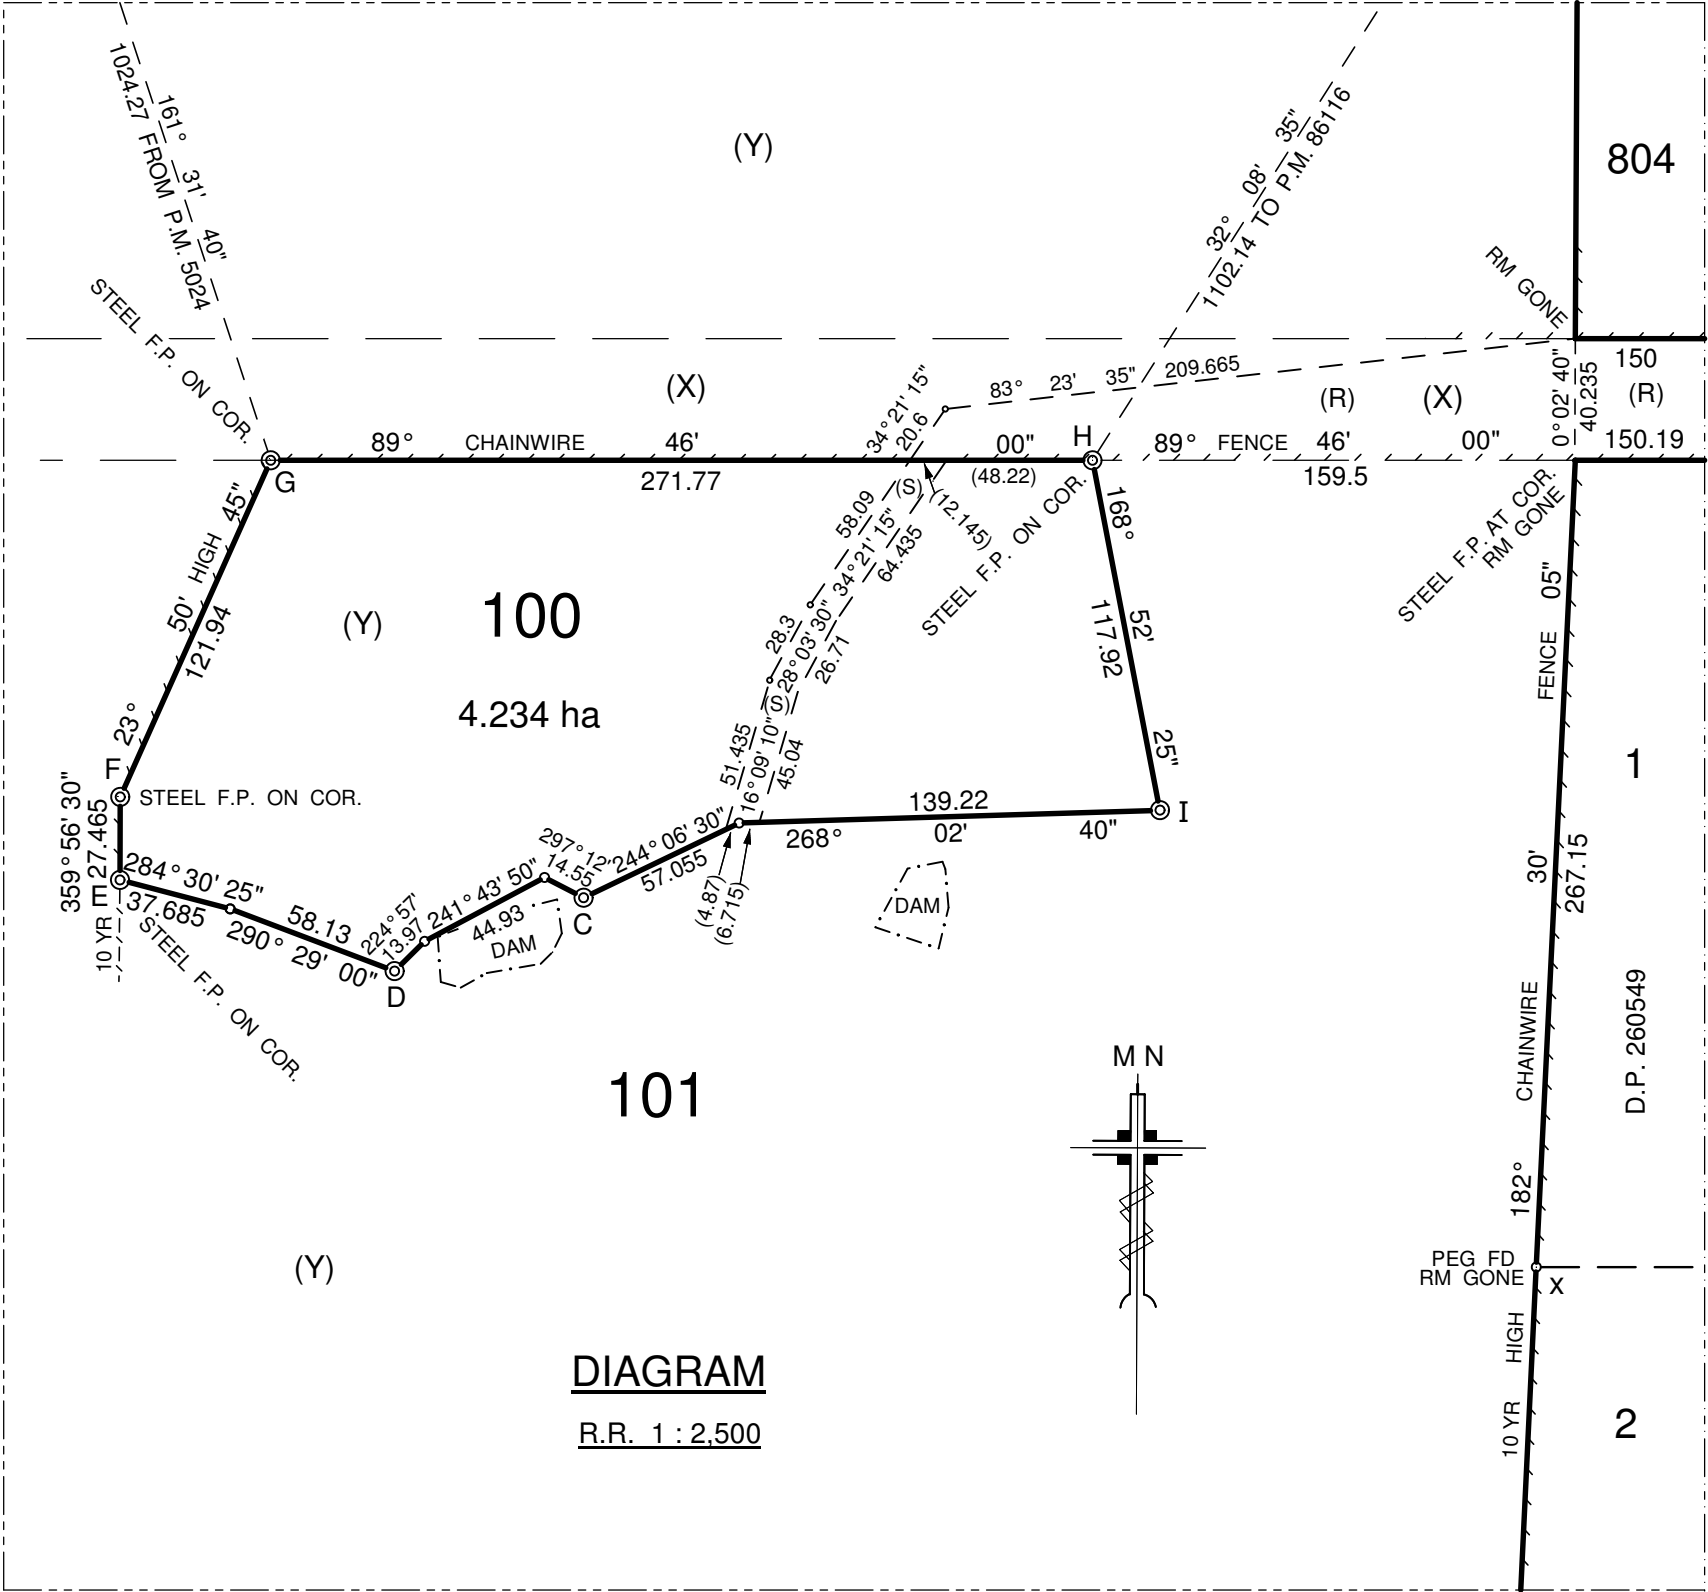 161° 31' 40"
1024.27 FROM P.M. 5024
(Y)
32° 08' 35"
1102.14 TO P.M. 86116
804
STEEL F.P. ON COR.
RM GONE
(X)
34° 21' 15"
20.6
83° 23' 35" 209.665
(R)
(X)
0° 02' 40"
40.235
150
(R)
150.19
89° CHAINWIRE 46' 00"
271.77
G
H
89° FENCE 46' 00"
159.5
(S)
(48.22)
(12.145)
STEEL F.P. ON COR.
STEEL F.P. AT COR.
RM GONE
23° 50' HIGH 45"
121.94
58.09
34° 21' 15"
64.435
168° 52' 25"
117.92
(Y)
100
4.234 ha
28.3
28° 03' 30"
26.71
(S)
51.435
16° 09' 10"
45.04
182° 30' CHAINWIRE FENCE 05"
267.15
1
F
STEEL F.P. ON COR.
359° 56' 30"
27.465
139.22
268° 02' 40"
I
E
284° 30' 25"
37.685
58.13
290° 29' 00"
224° 57'
13.97
241° 43' 50"
44.93
297° 12'
14.55
244° 06' 30"
57.055
(4.87)
(6.715)
C
D
DAM
DAM
10 YR
STEEL F.P. ON COR.
D.P. 260549
101
M N
(Y)
PEG FD
RM GONE
x
10 YR HIGH
2
DIAGRAM
R.R. 1 : 2,500